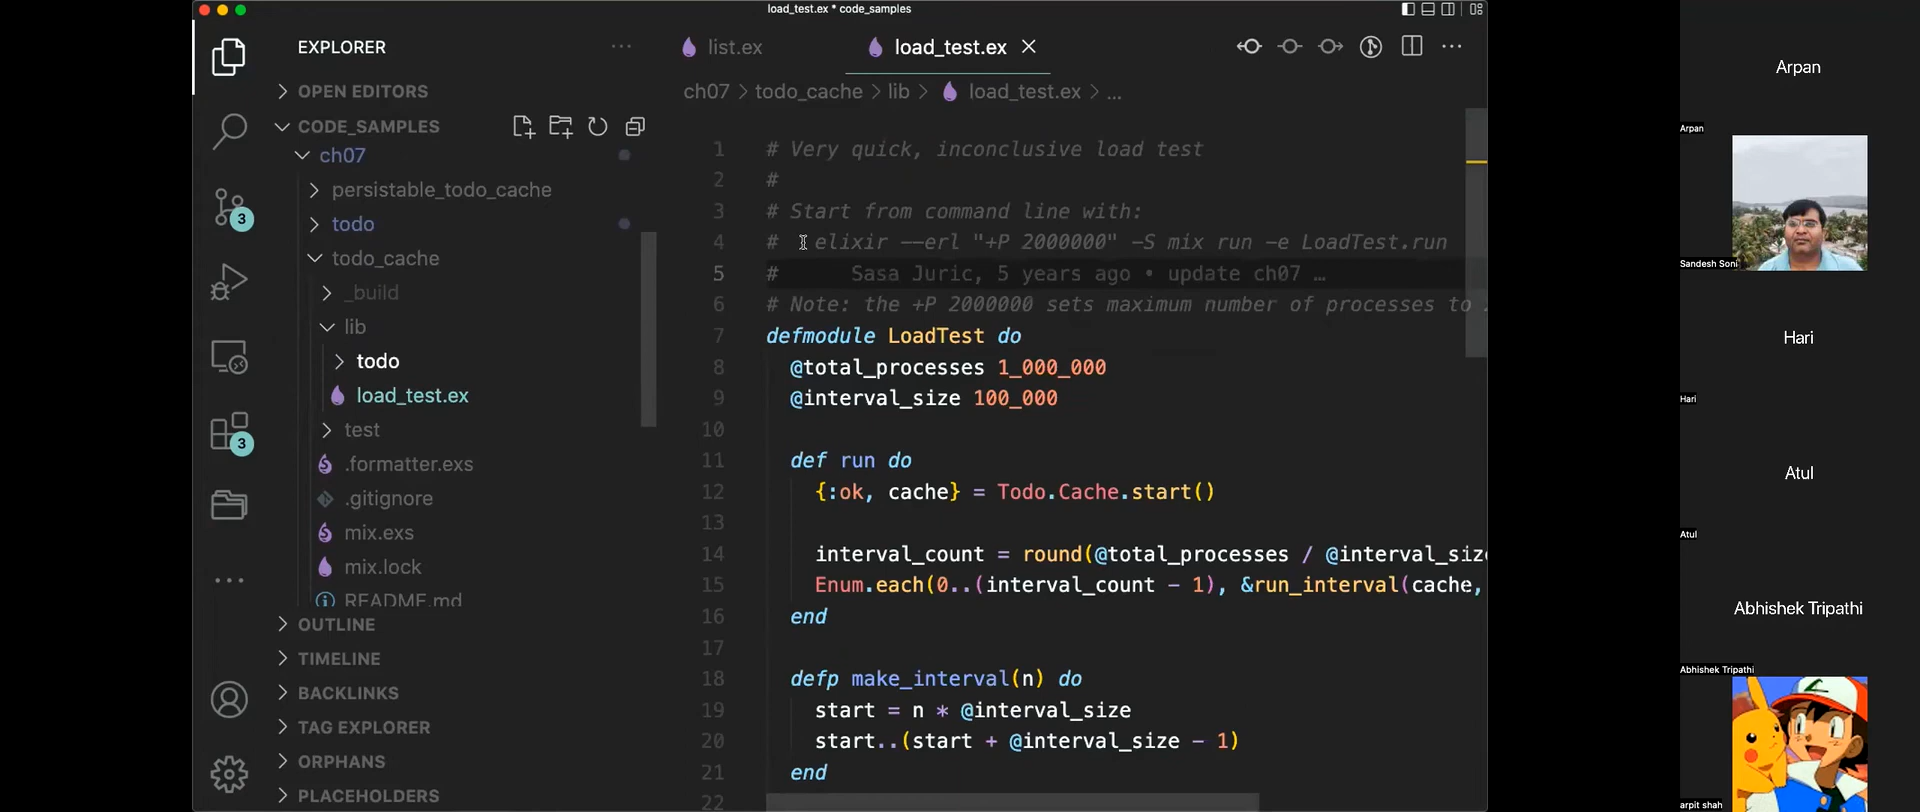 load_test.ex * code_samples
EXPLORER
OPEN EDITORS
CODE_SAMPLES
ch07
persistable_todo_cache
todo
todo_cache
_build
lib
todo
load_test.ex
test
.formatter.exs
.gitignore
mix.exs
mix.lock
README.md
OUTLINE
TIMELINE
BACKLINKS
TAG EXPLORER
ORPHANS
PLACEHOLDERS
3
3
list.ex
load_test.ex
ch07 > todo_cache > lib > load_test.ex > ...
1 # Very quick, inconclusive load test
2 #
3 # Start from command line with:
4 # elixir --erl "+P 2000000" -S mix run -e LoadTest.run
5 # Sasa Juric, 5 years ago • update ch07 …
6 # Note: the +P 2000000 sets maximum number of processes to
7 defmodule LoadTest do
8 @total_processes 1_000_000
9 @interval_size 100_000
10
11 def run do
12 {:ok, cache} = Todo.Cache.start()
13
14 interval_count = round(@total_processes / @interval_size
15 Enum.each(0..(interval_count - 1), &run_interval(cache,
16 end
17
18 defp make_interval(n) do
19 start = n * @interval_size
20 start..(start + @interval_size - 1)
21 end
22
Arpan
Arpan
Sandesh Soni
Hari
Hari
Atul
Atul
Abhishek Tripathi
Abhishek Tripathi
arpit shah